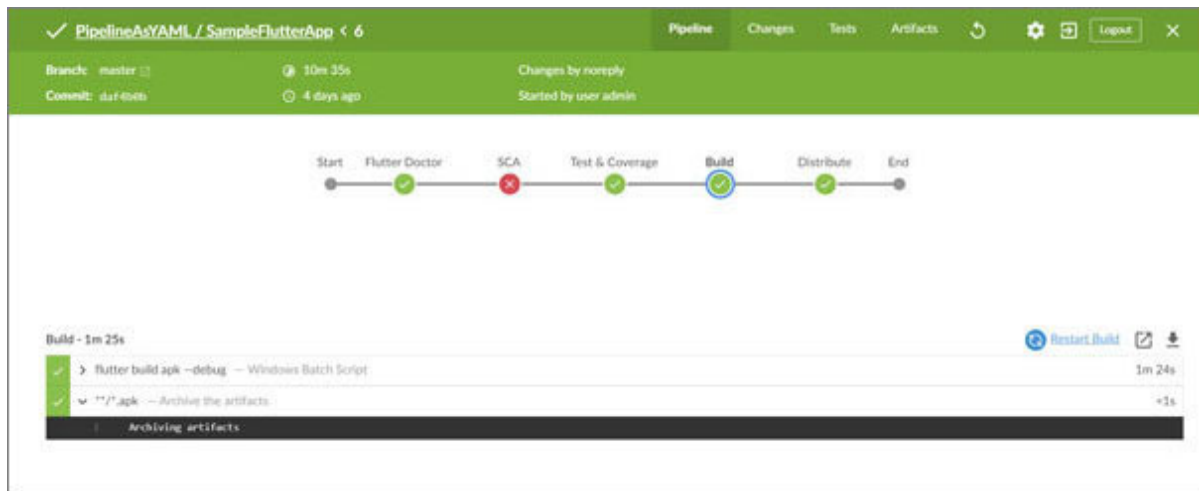 PipelineAsYAML / SampleFlutterApp < 6 Pipeline Changes Tests Artifacts Logout
Branch: master 10m 35s Changes by noreply
Commit: 4 days ago Started by user admin
Start Flutter Doctor SCA Test & Coverage Build Distribute End
Build - 1m 25s Restart Build
flutter build apk --debug — Windows Batch Script 1m 24s
**/*.apk — Archive the artifacts <1s
Archiving artifacts